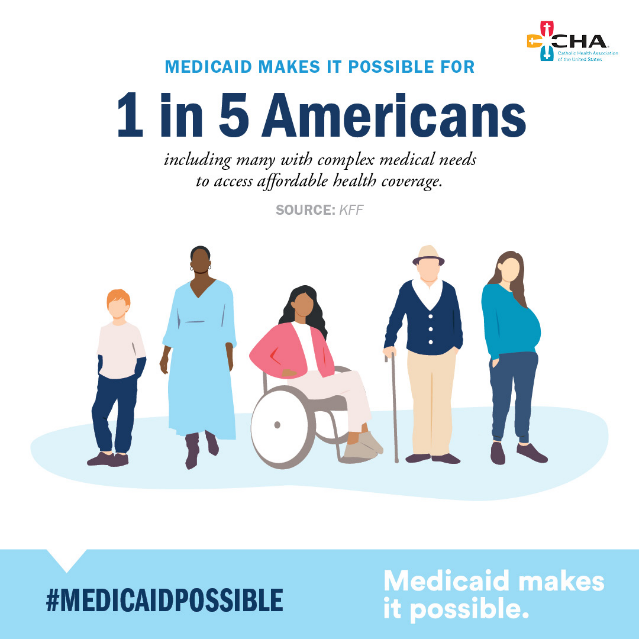 CHA.
Catholic Health Association
of the United States
MEDICAID MAKES IT POSSIBLE FOR
1 in 5 Americans
including many with complex medical needs
to access affordable health coverage.
SOURCE: KFF
#MEDICAIDPOSSIBLE
Medicaid makes
it possible.